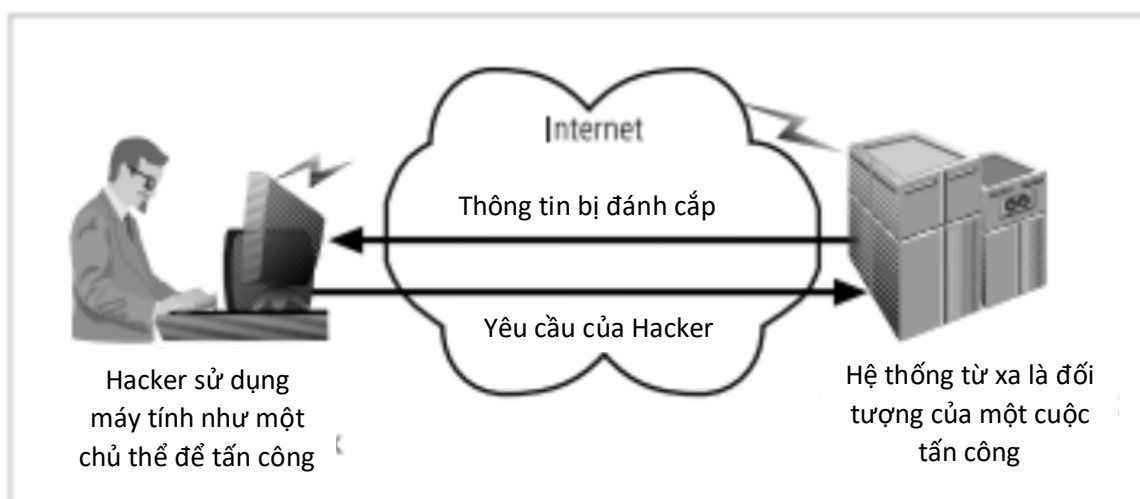 Internet
Thông tin bị đánh cắp
Yêu cầu của Hacker
Hacker sử dụng
máy tính như một
chủ thể để tấn công
Hệ thống từ xa là đối
tượng của một cuộc
tấn công